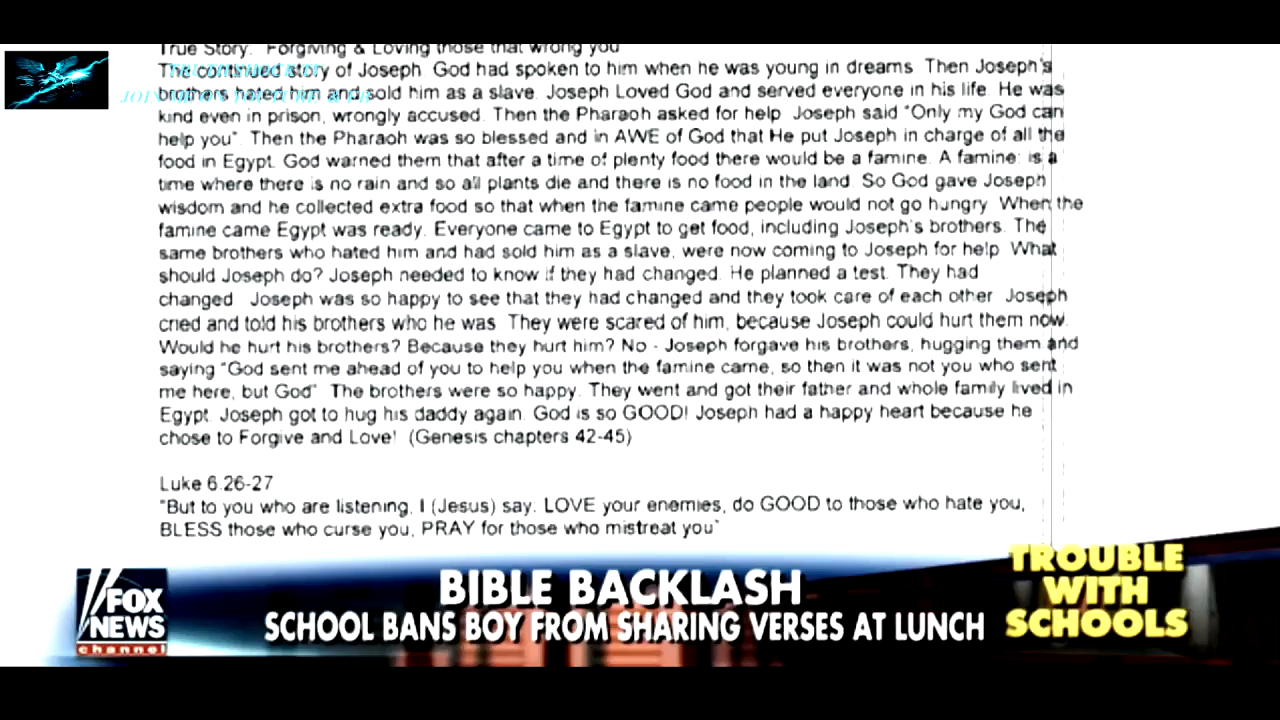 True Story: Forgiving & Loving those that wrong you
The continued story of Joseph God had spoken to him when he was young in dreams Then Joseph's
brothers hated him and sold him as a slave. Joseph Loved God and served everyone in his life. He was
kind even in prison, wrongly accused. Then the Pharaoh asked for help Joseph said "Only my God can
help you". Then the Pharaoh was so blessed and in AWE of God that He put Joseph in charge of all the
food in Egypt. God warned them that after a time of plenty food there would be a famine. A famine: is a
time where there is no rain and so all plants die and there is no food in the land. So God gave Joseph
wisdom and he collected extra food so that when the famine came people would not go hungry When the
famine came Egypt was ready. Everyone came to Egypt to get food, including Joseph's brothers. The
same brothers who hated him and had sold him as a slave, were now coming to Joseph for help What
should Joseph do? Joseph needed to know if they had changed. He planned a test. They had
changed Joseph was so happy to see that they had changed and they took care of each other Joseph
cried and told his brothers who he was They were scared of him, because Joseph could hurt them now.
Would he hurt his brothers? Because they hurt him? No - Joseph forgave his brothers, hugging them and
saying "God sent me ahead of you to help you when the famine came, so then it was not you who sent
me here, but God" The brothers were so happy. They went and got their father and whole family lived in
Egypt. Joseph got to hug his daddy again. God is so GOOD! Joseph had a happy heart because he
chose to Forgive and Love! (Genesis chapters 42-45)
Luke 6.26-27
"But to you who are listening, I (Jesus) say: LOVE your enemies, do GOOD to those who hate you,
BLESS those who curse you, PRAY for those who mistreat you"
TROUBLE
WITH
SCHOOLS
BIBLE BACKLASH
SCHOOL BANS BOY FROM SHARING VERSES AT LUNCH
FOX
NEWS
channel